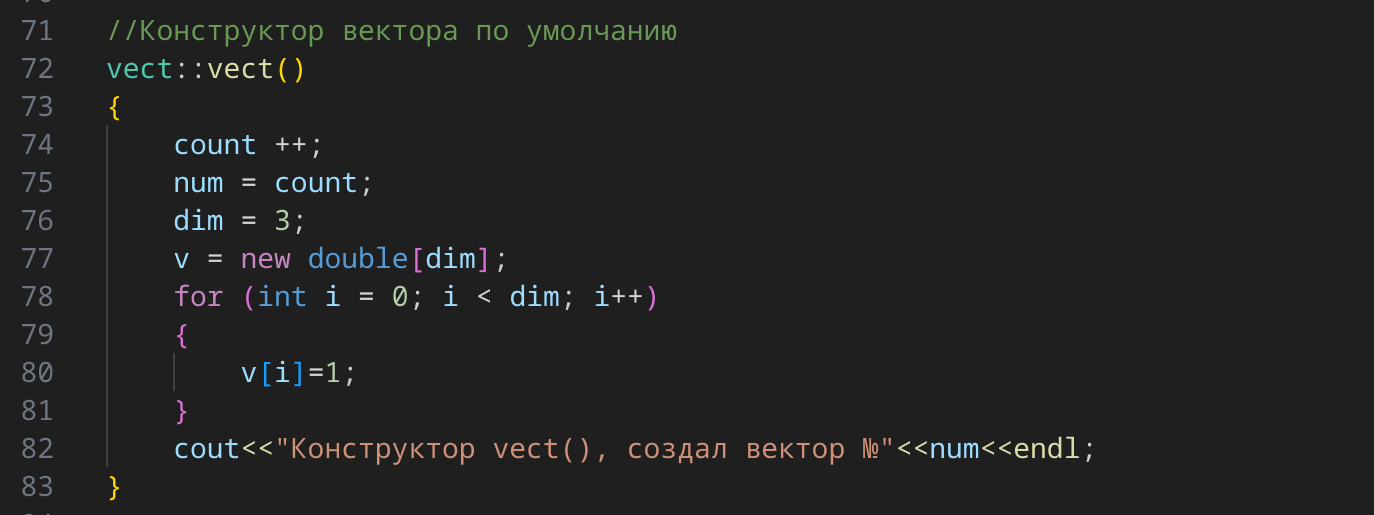 71 //Конструктор вектора по умолчанию
72 vect::vect()
73 {
74     count ++;
75     num = count;
76     dim = 3;
77     v = new double[dim];
78     for (int i = 0; i < dim; i++)
79     {
80         v[i]=1;
81     }
82     cout<<"Конструктор vect(), создал вектор №"<<num<<endl;
83 }